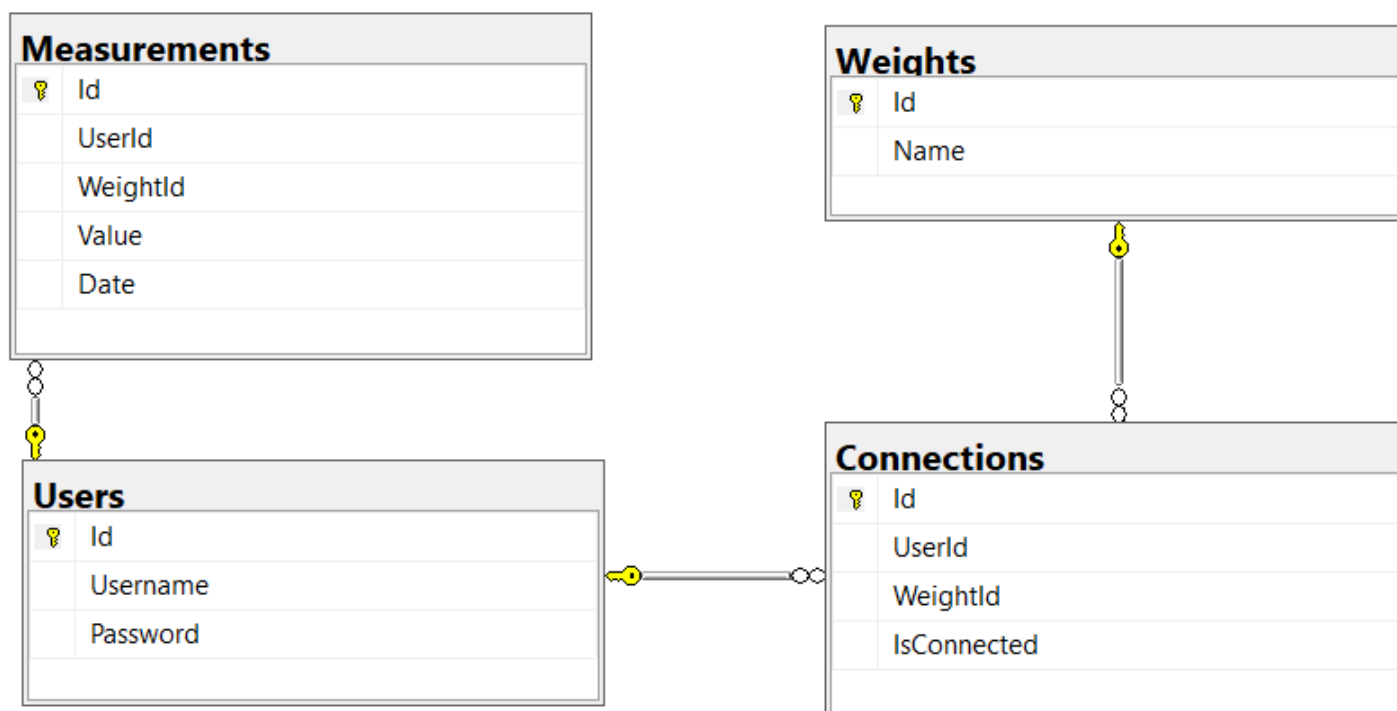 Measurements
Id
UserId
WeightId
Value
Date
Weights
Id
Name
Users
Id
Username
Password
Connections
Id
UserId
WeightId
IsConnected